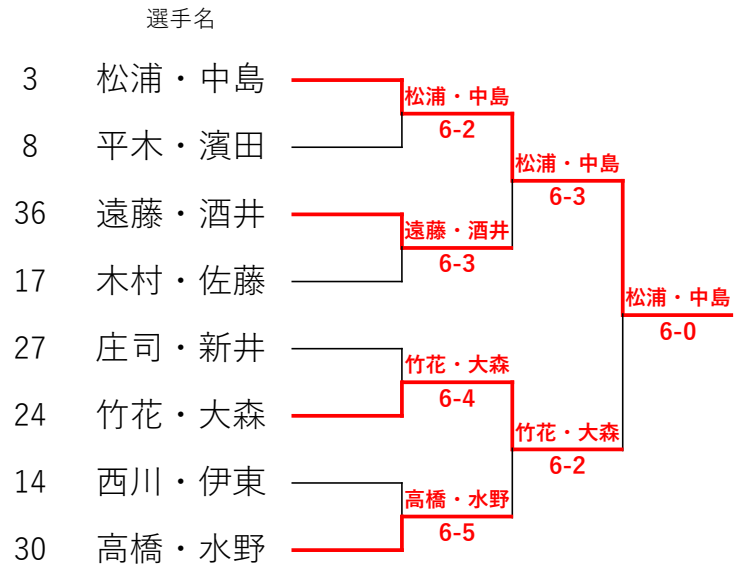 選手名
3 松浦・中島
8 平木・濱田
36 遠藤・酒井
17 木村・佐藤
27 庄司・新井
24 竹花・大森
14 西川・伊東
30 高橋・水野
松浦・中島
6-2
遠藤・酒井
6-3
竹花・大森
6-4
高橋・水野
6-5
松浦・中島
6-3
竹花・大森
6-2
松浦・中島
6-0